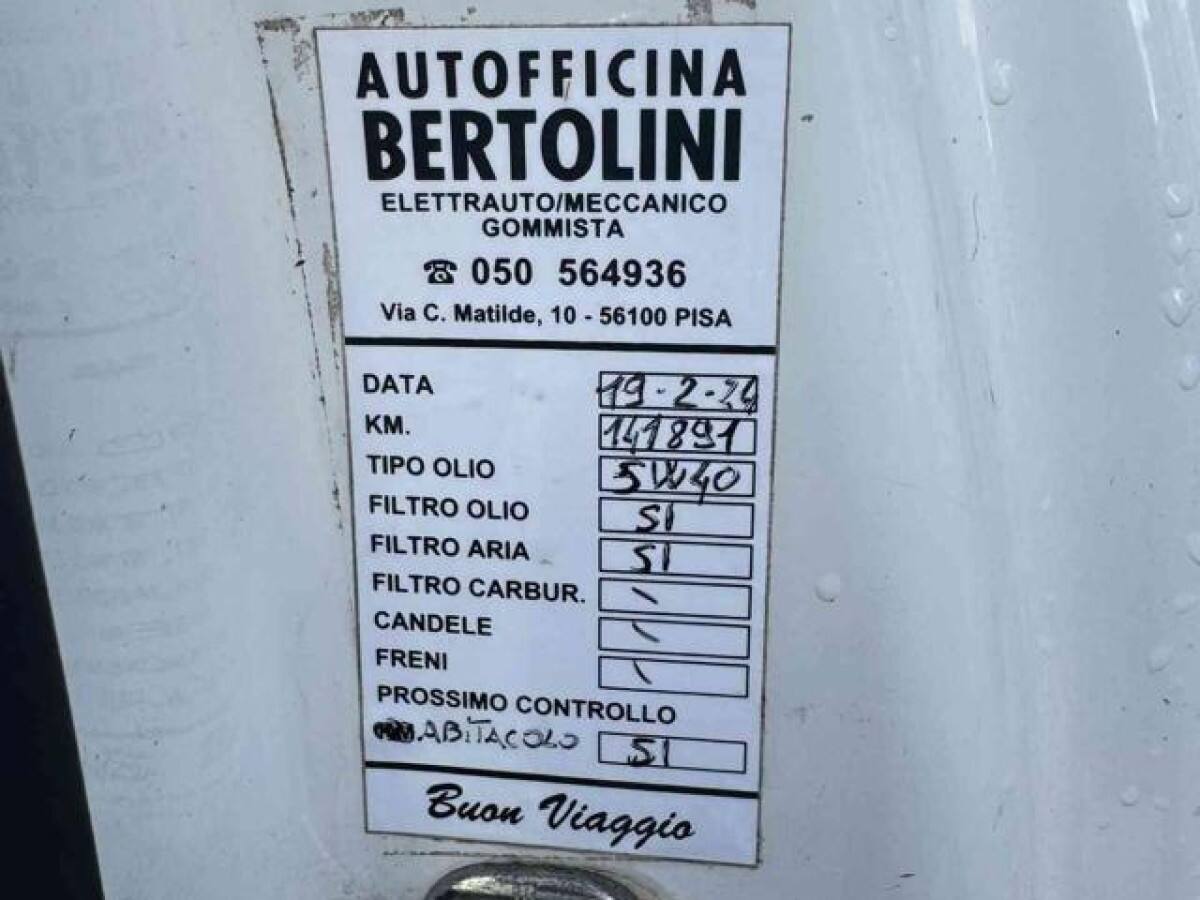 AUTOFFICINA
BERTOLINI
ELETTRAUTO/MECCANICO
GOMMISTA
☎ 050 564936
Via C. Matilde, 10 - 56100 PISA
DATA 19-2-24
KM. 141891
TIPO OLIO 5W40
FILTRO OLIO SI
FILTRO ARIA SI
FILTRO CARBUR. \
CANDELE \
FRENI \
PROSSIMO CONTROLLO
ABITACOLO SI
Buon Viaggio